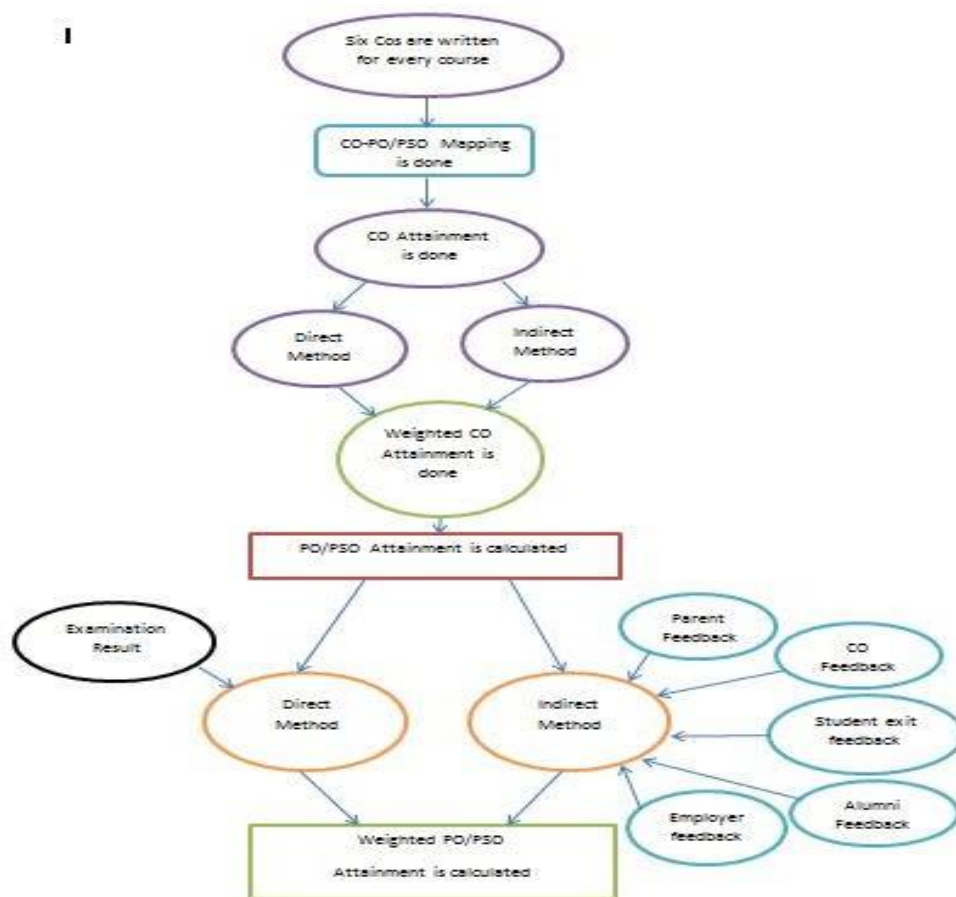 I
Six Cos are written
for every course
CO-PO/PSO Mapping
is done
CO Attainment
is done
Direct
Method
Indirect
Method
Weighted CO
Attainment is
done
PO/PSO Attainment is calculated
Examination
Result
Direct
Method
Indirect
Method
Parent
Feedback
CO
Feedback
Student exit
feedback
Alumni
Feedback
Employer
feedback
Weighted PO/PSO
Attainment is calculated